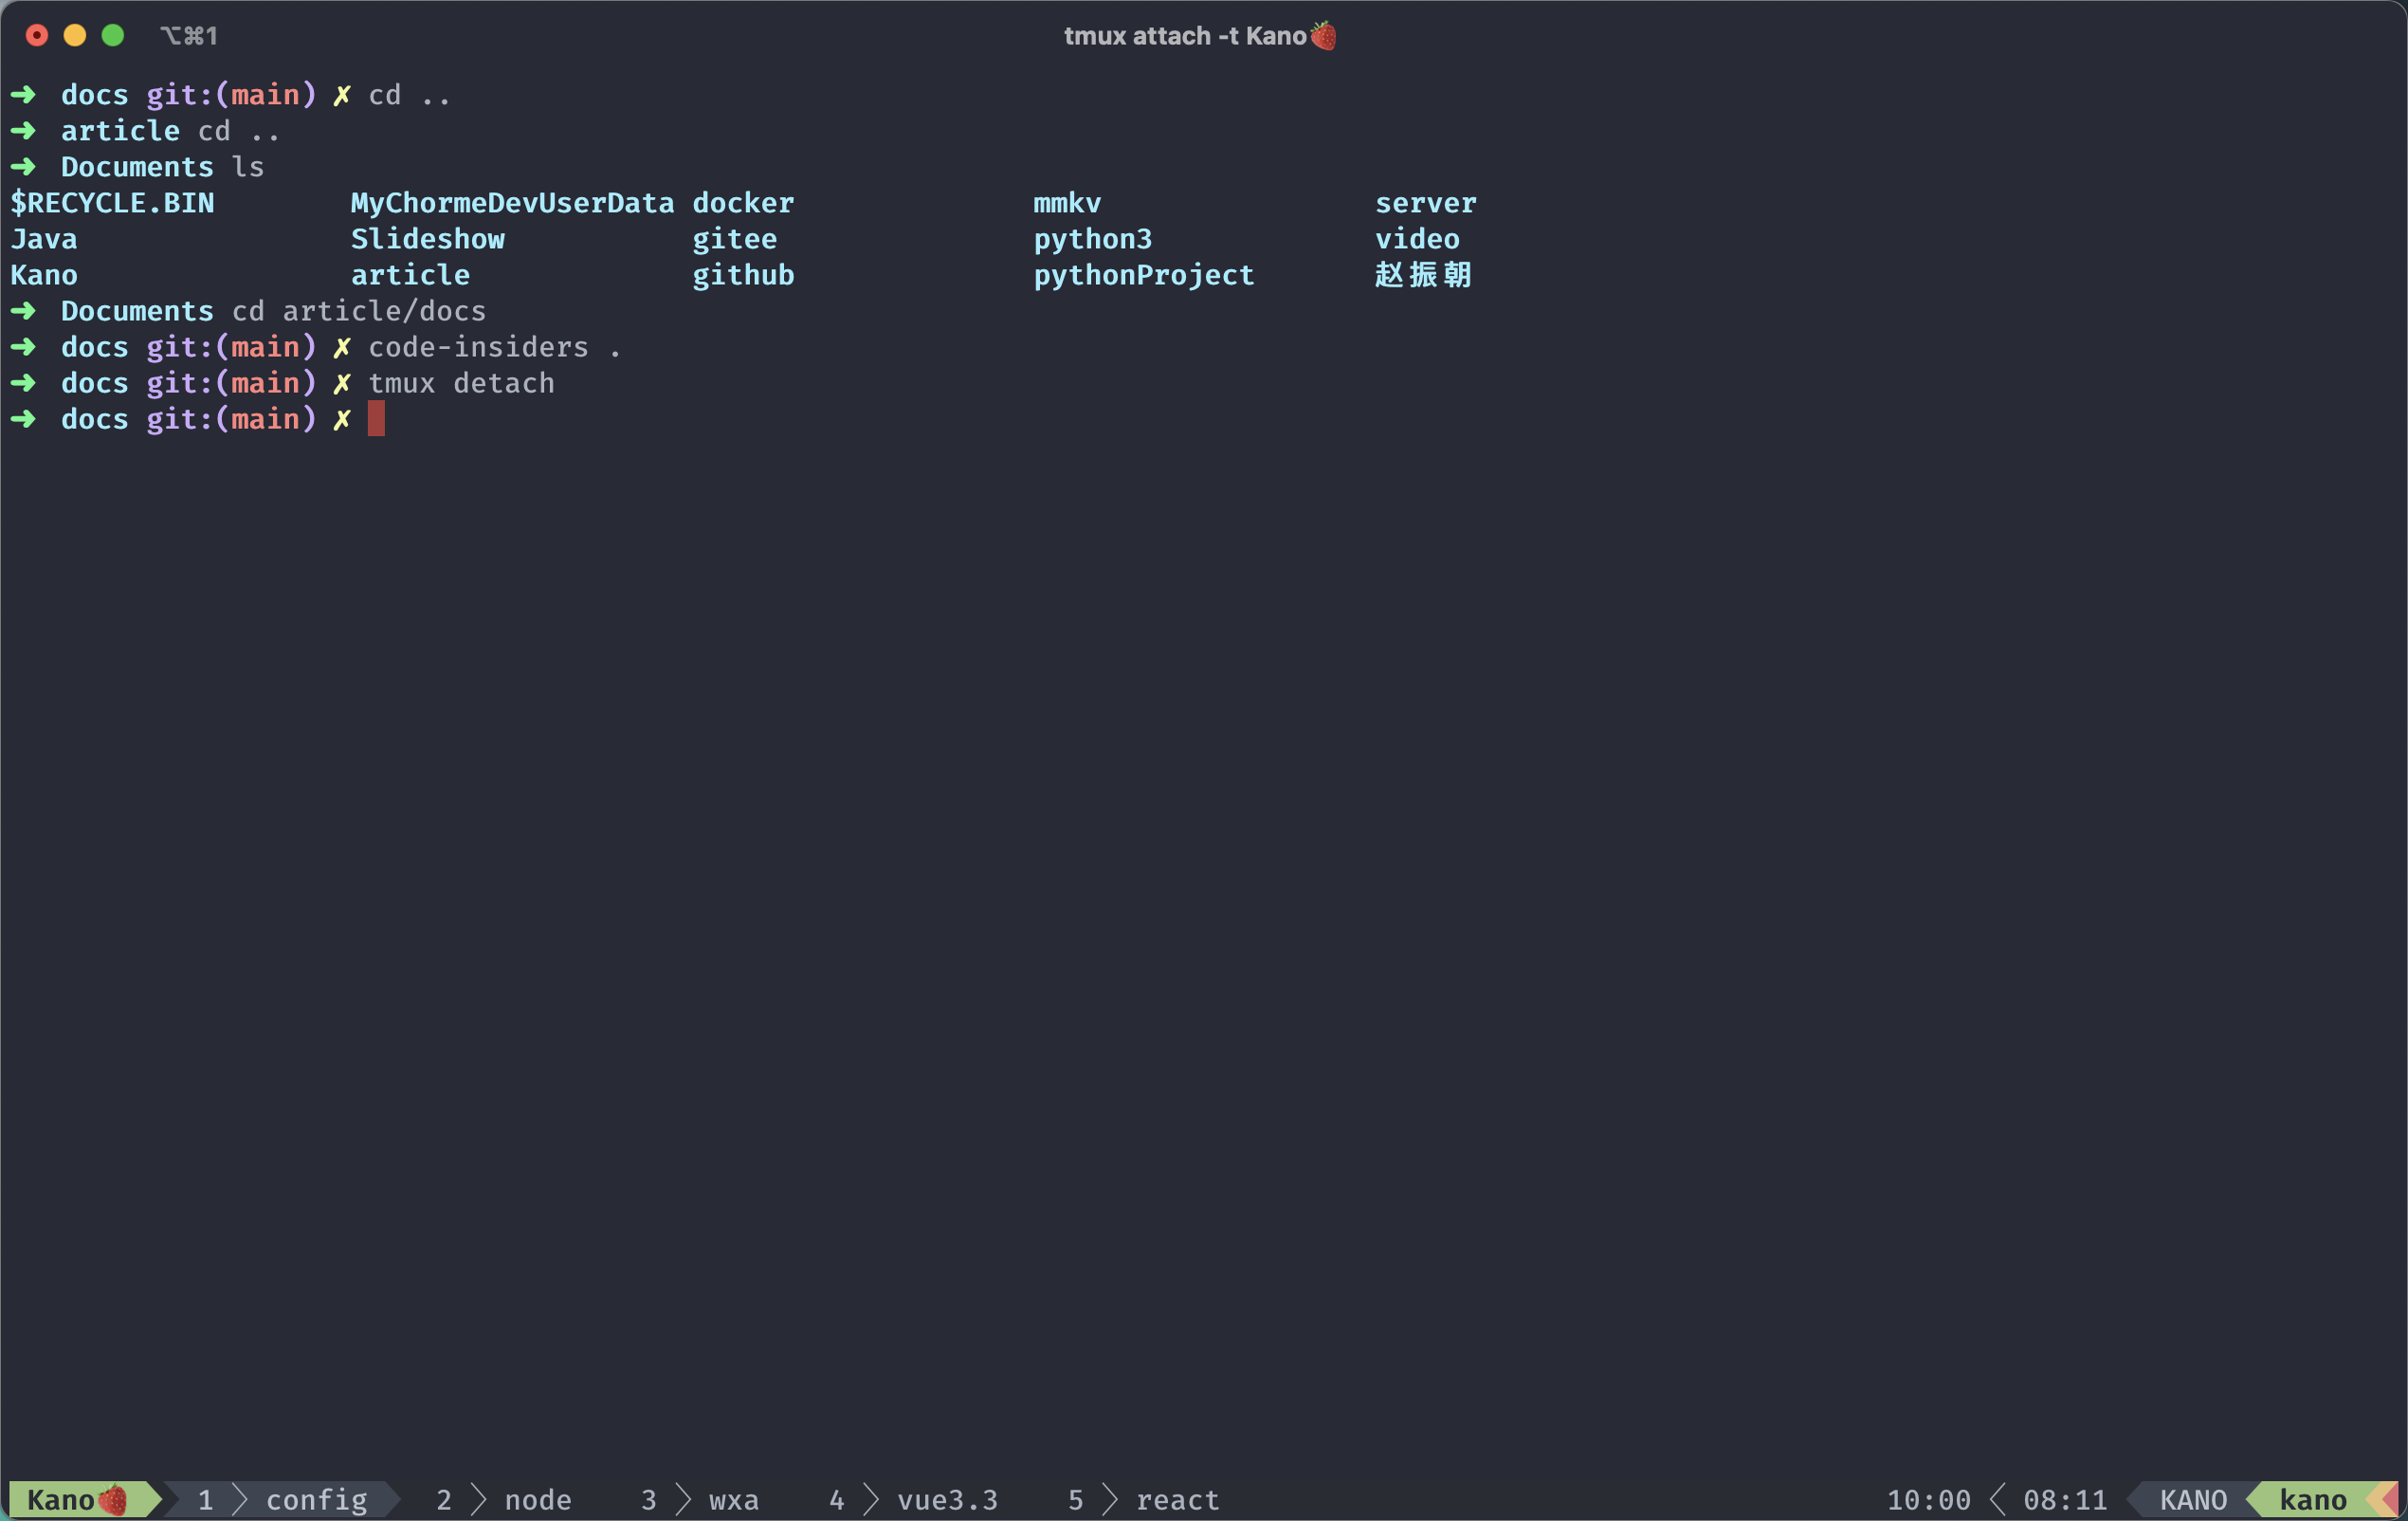 ⌥⌘1 tmux attach -t Kano🍓
➜ docs git:(main) ✗ cd ..
➜ article cd ..
➜ Documents ls
$RECYCLE.BIN MyChormeDevUserData docker mmkv server
Java Slideshow gitee python3 video
Kano article github pythonProject 赵振朝
➜ Documents cd article/docs
➜ docs git:(main) ✗ code-insiders .
➜ docs git:(main) ✗ tmux detach
➜ docs git:(main) ✗
Kano🍓 1 config 2 node 3 wxa 4 vue3.3 5 react 10:00 08:11 KANO kano